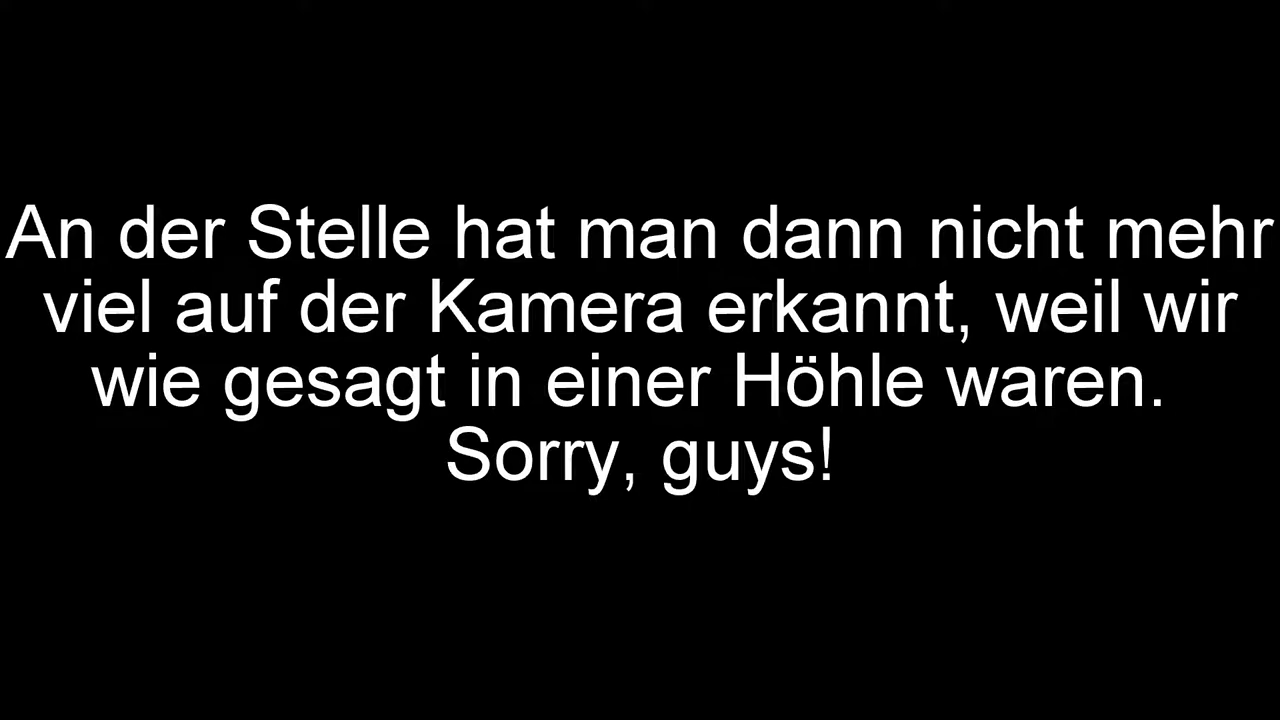 An der Stelle hat man dann nicht mehr
viel auf der Kamera erkannt, weil wir
wie gesagt in einer Höhle waren.
Sorry, guys!